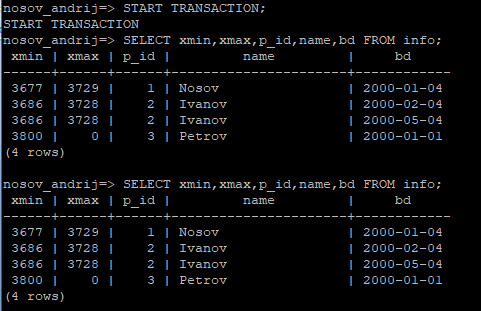 nosov_andrij=> START TRANSACTION;
START TRANSACTION
nosov_andrij=> SELECT xmin,xmax,p_id,name,bd FROM info;
 xmin | xmax | p_id |          name          |     bd
------+------+------+------------------------+------------
 3677 | 3729 |    1 | Nosov                  | 2000-01-04
 3686 | 3728 |    2 | Ivanov                 | 2000-02-04
 3686 | 3728 |    2 | Ivanov                 | 2000-05-04
 3800 |    0 |    3 | Petrov                 | 2000-01-01
(4 rows)
nosov_andrij=> SELECT xmin,xmax,p_id,name,bd FROM info;
 xmin | xmax | p_id |          name          |     bd
------+------+------+------------------------+------------
 3677 | 3729 |    1 | Nosov                  | 2000-01-04
 3686 | 3728 |    2 | Ivanov                 | 2000-02-04
 3686 | 3728 |    2 | Ivanov                 | 2000-05-04
 3800 |    0 |    3 | Petrov                 | 2000-01-01
(4 rows)